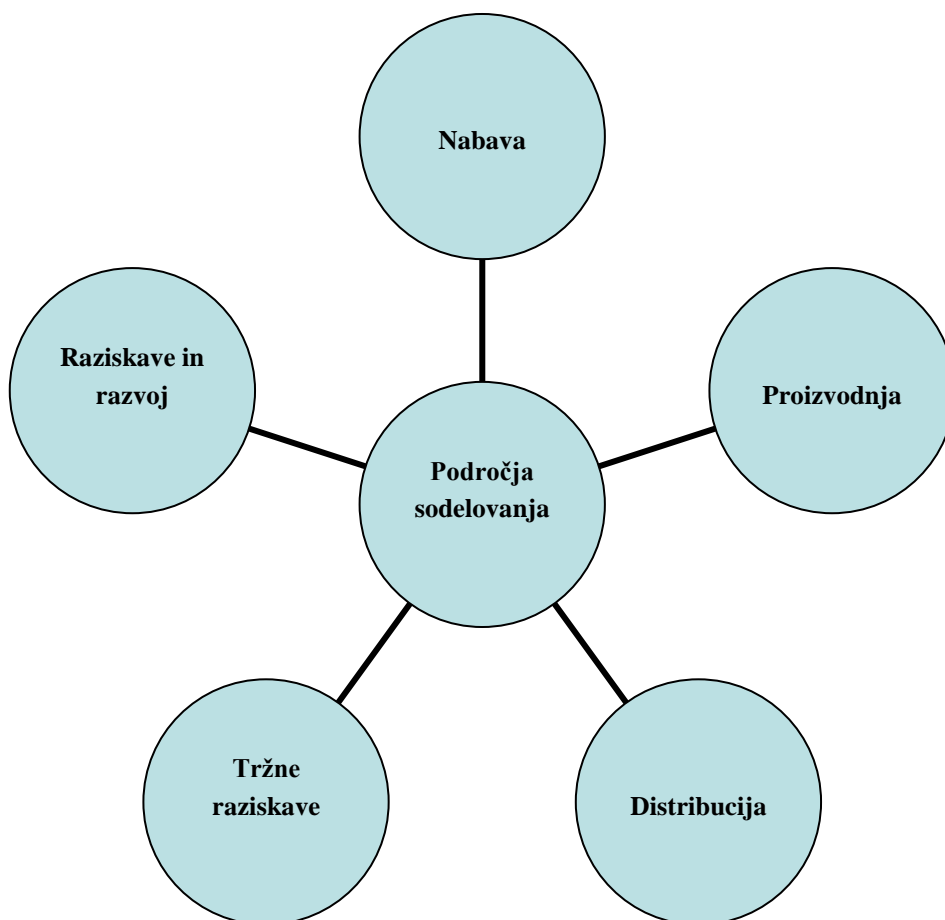 Nabava
Raziskave in
razvoj
Proizvodnja
Področja
sodelovanja
Tržne
raziskave
Distribucija